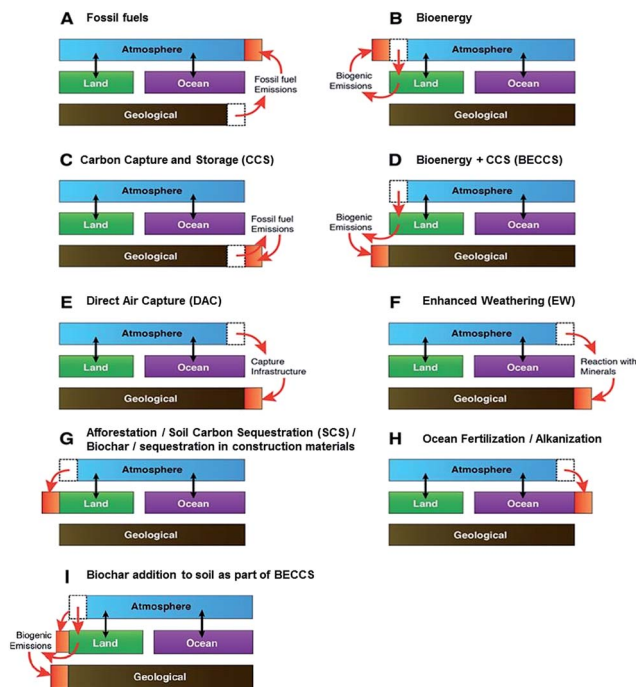 A Fossil fuels
Atmosphere
Land
Ocean
Geological
Fossil fuel
Emissions
B Bioenergy
Atmosphere
Biogenic
Emissions
Land
Ocean
Geological
C Carbon Capture and Storage (CCS)
Atmosphere
Land
Ocean
Geological
Fossil fuel
Emissions
D Bioenergy + CCS (BECCS)
Atmosphere
Biogenic
Emissions
Land
Ocean
Geological
E Direct Air Capture (DAC)
Atmosphere
Land
Ocean
Geological
Capture
Infrastructure
F Enhanced Weathering (EW)
Atmosphere
Land
Ocean
Geological
Reaction with
Minerals
G Afforestation / Soil Carbon Sequestration (SCS) /
Biochar / sequestration in construction materials
Atmosphere
Land
Ocean
Geological
H Ocean Fertilization / Alkanization
Atmosphere
Land
Ocean
Geological
I Biochar addition to soil as part of BECCS
Atmosphere
Biogenic
Emissions
Land
Ocean
Geological